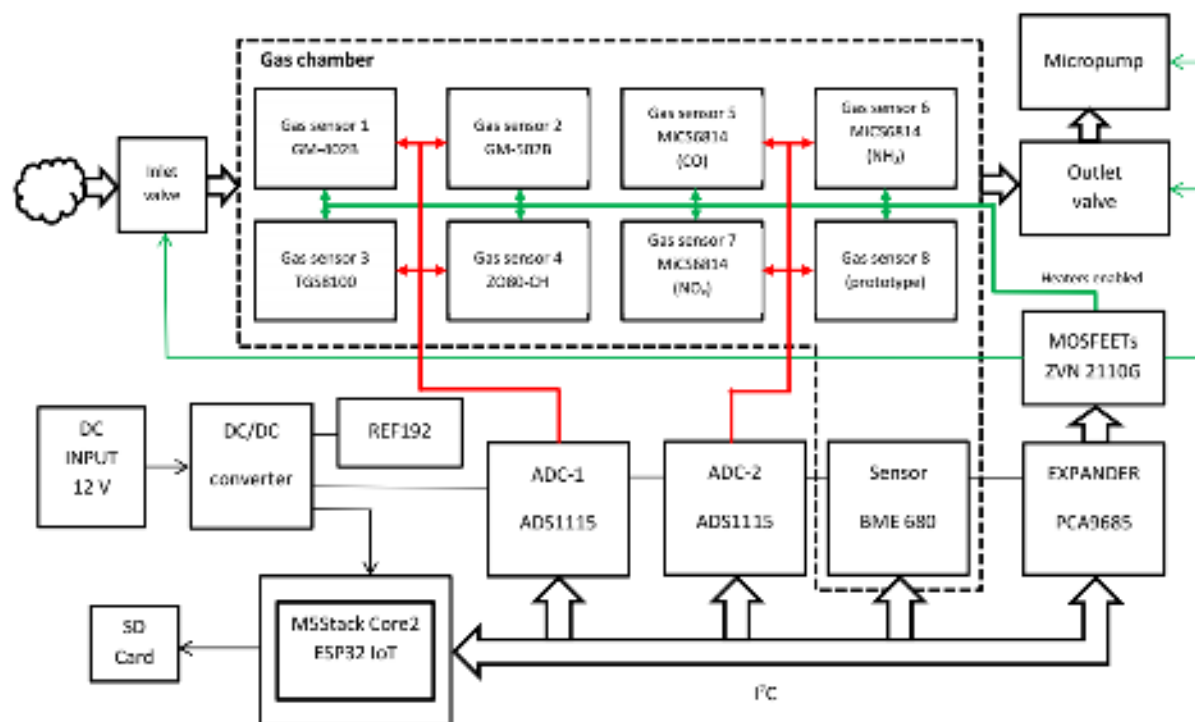 Gas chamber
Micropump
Gas sensor 1
GM-402B
Gas sensor 2
GM-502B
Gas sensor 5
MICS6814
(CO)
Gas sensor 6
MICS6814
(NH₃)
Inlet
valve
Outlet
valve
Gas sensor 3
TGS8100
Gas sensor 4
ZO80-CH
Gas sensor 7
MICS6814
Gas sensor 8
(prototype)
Heaters enabled
MOSFEETs
ZVN 2110G
DC
INPUT
12 V
DC/DC
converter
REF192
ADC-1
ADS1115
ADC-2
ADS1115
Sensor
BME 680
EXPANDER
PCA9685
SD
Card
M5Stack Core2
ESP32 IoT
I²C